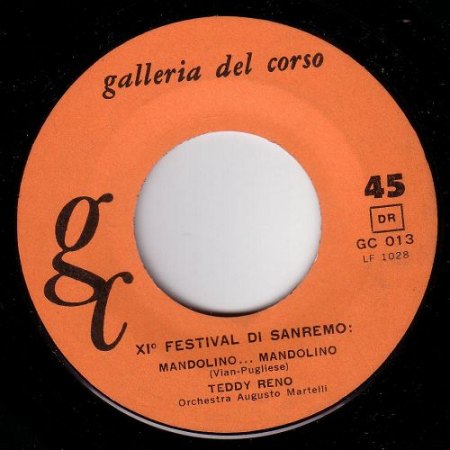 galleria del corso
gc
45
DR
GC 013
LF 1028
XI° FESTIVAL DI SANREMO:
MANDOLINO... MANDOLINO
(Vian-Pugliese)
TEDDY RENO
Orchestra Augusto Martelli